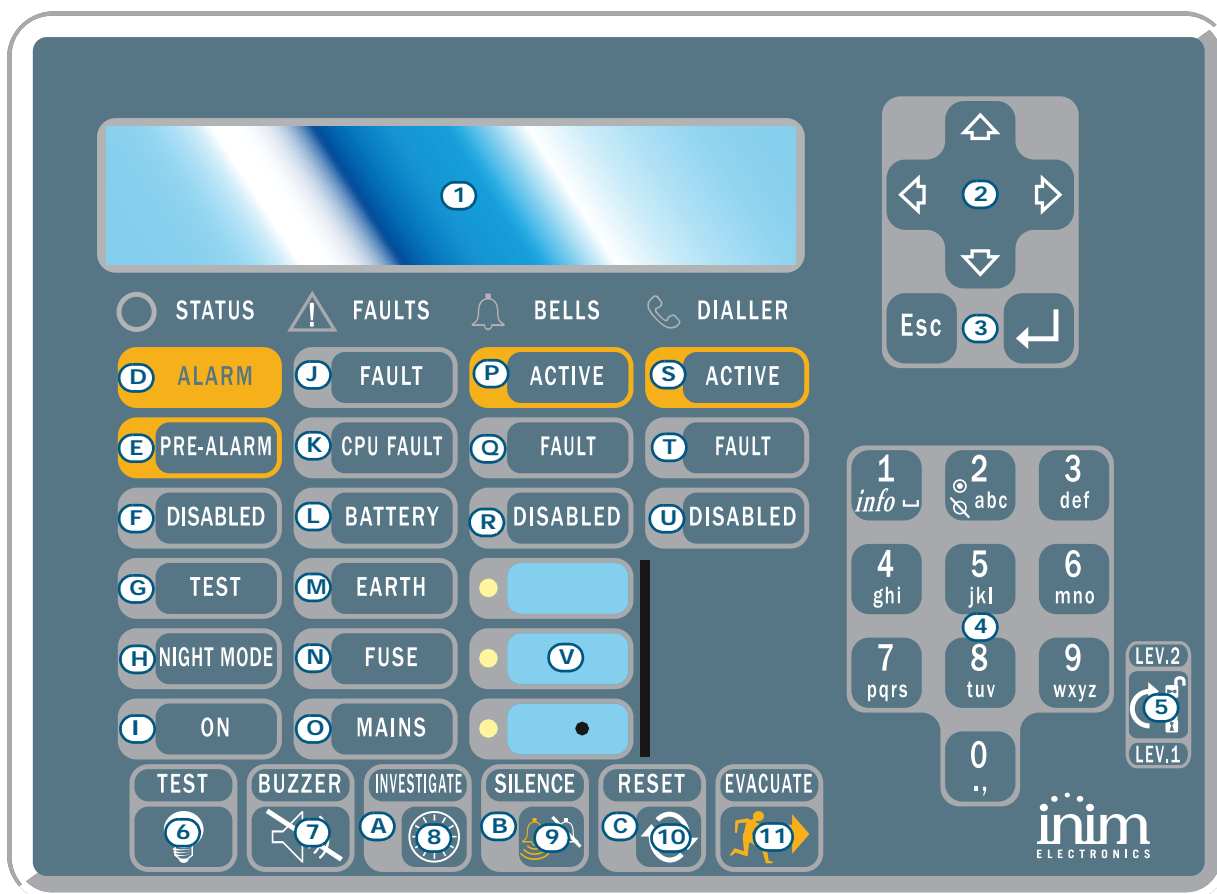 1
2
STATUS FAULTS BELLS DIALLER
Esc 3
D ALARM J FAULT P ACTIVE S ACTIVE
E PRE-ALARM K CPU FAULT Q FAULT T FAULT
F DISABLED L BATTERY R DISABLED U DISABLED
G TEST M EARTH
H NIGHT MODE N FUSE V
I ON O MAINS
1 2 3
info abc def
4 5 6
ghi jkl mno
4
7 8 9
pqrs tuv wxyz
0
.,
LEV.2
5
LEV.1
TEST BUZZER INVESTIGATE SILENCE RESET EVACUATE
6 7 A 8 B 9 C 10 11
inim
ELECTRONICS